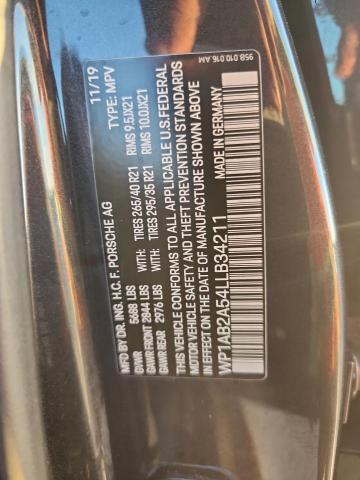 958.010.016.AM
11/19
TYPE: MPV
MFD BY DR. ING. H.C. F. PORSCHE AG
GVWR 5688 LBS
GAWR FRONT 2844 LBS WITH: TIRES 265/40 R21 RIMS 9.5JX21
GAWR REAR 2976 LBS WITH: TIRES 295/35 R21 RIMS 10.0JX21
THIS VEHICLE CONFORMS TO ALL APPLICABLE U.S. FEDERAL
MOTOR VEHICLE SAFETY AND THEFT PREVENTION STANDARDS
IN EFFECT ON THE DATE OF MANUFACTURE SHOWN ABOVE
WP1AB2A54LLB34211